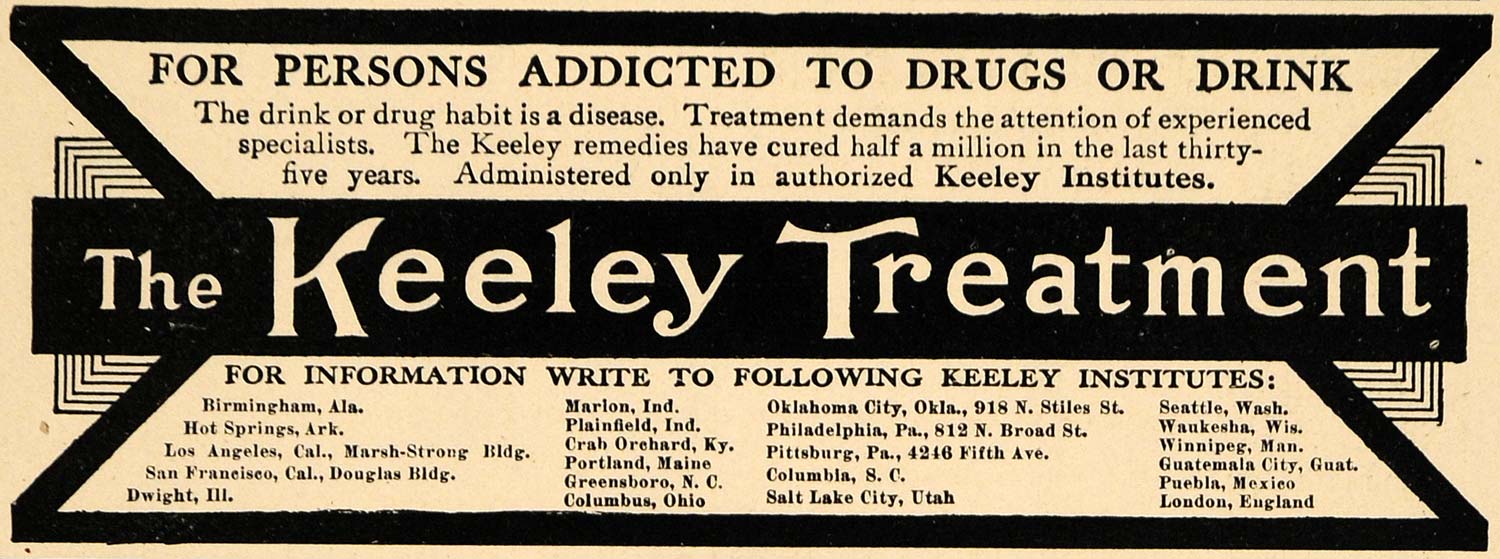 FOR PERSONS ADDICTED TO DRUGS OR DRINK
The drink or drug habit is a disease. Treatment demands the attention of experienced
specialists. The Keeley remedies have cured half a million in the last thirty-
five years. Administered only in authorized Keeley Institutes.
The Keeley Treatment
FOR INFORMATION WRITE TO FOLLOWING KEELEY INSTITUTES:
Birmingham, Ala.
Hot Springs, Ark.
Los Angeles, Cal., Marsh-Strong Bldg.
San Francisco, Cal., Douglas Bldg.
Dwight, Ill.
Marion, Ind.
Plainfield, Ind.
Crab Orchard, Ky.
Portland, Maine
Greensboro, N. C.
Columbus, Ohio
Oklahoma City, Okla., 918 N. Stiles St.
Philadelphia, Pa., 812 N. Broad St.
Pittsburg, Pa., 4246 Fifth Ave.
Columbia, S. C.
Salt Lake City, Utah
Seattle, Wash.
Waukesha, Wis.
Winnipeg, Man.
Guatemala City, Guat.
Puebla, Mexico
London, England